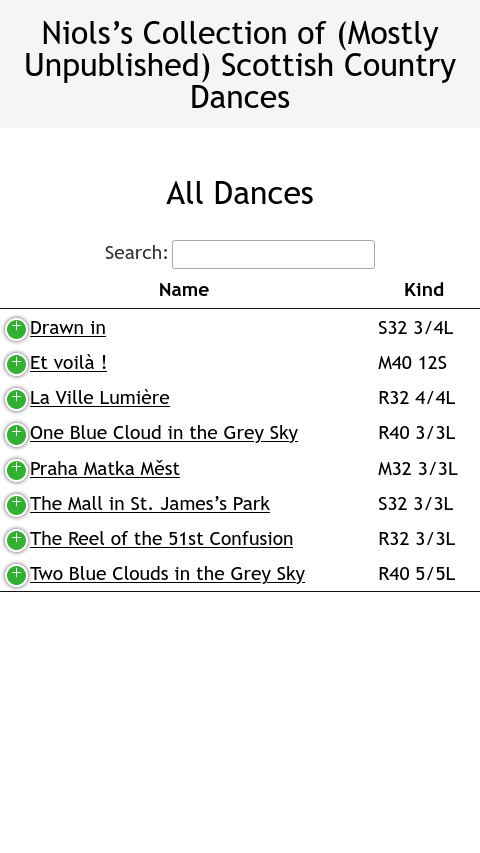 Niols’s Collection of (Mostly
Unpublished) Scottish Country
Dances
All Dances
Search:
Name Kind
Drawn in S32 3/4L
Et voilà ! M40 12S
La Ville Lumière R32 4/4L
One Blue Cloud in the Grey Sky R40 3/3L
Praha Matka Měst M32 3/3L
The Mall in St. James’s Park S32 3/3L
The Reel of the 51st Confusion R32 3/3L
Two Blue Clouds in the Grey Sky R40 5/5L